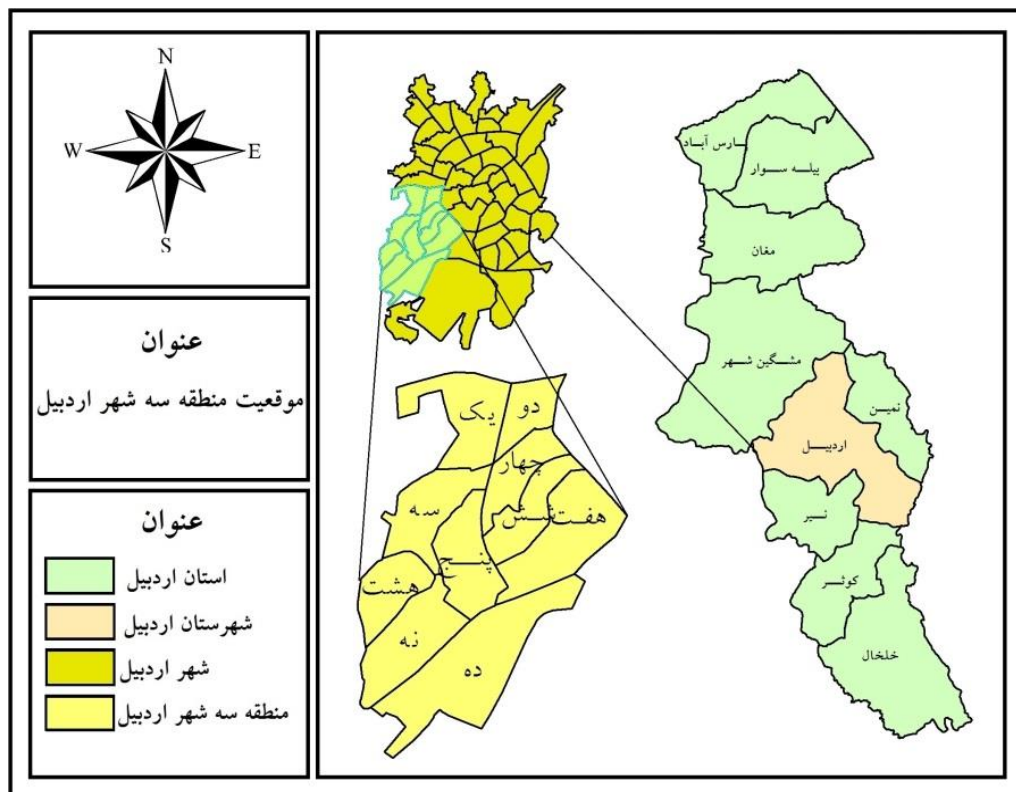 N
W
E
S
عنوان
موقعیت منطقه سه شهر اردبیل
عنوان
استان اردبیل
شهرستان اردبیل
شهر اردبیل
منطقه سه شهر اردبیل
پارس آباد
بیله سوار
مغان
مشگین شهر
نمین
اردبیل
نیر
کوثر
خلخال
یک
دو
چهار
سه
شش
هفت
پنج
هشت
نه
ده